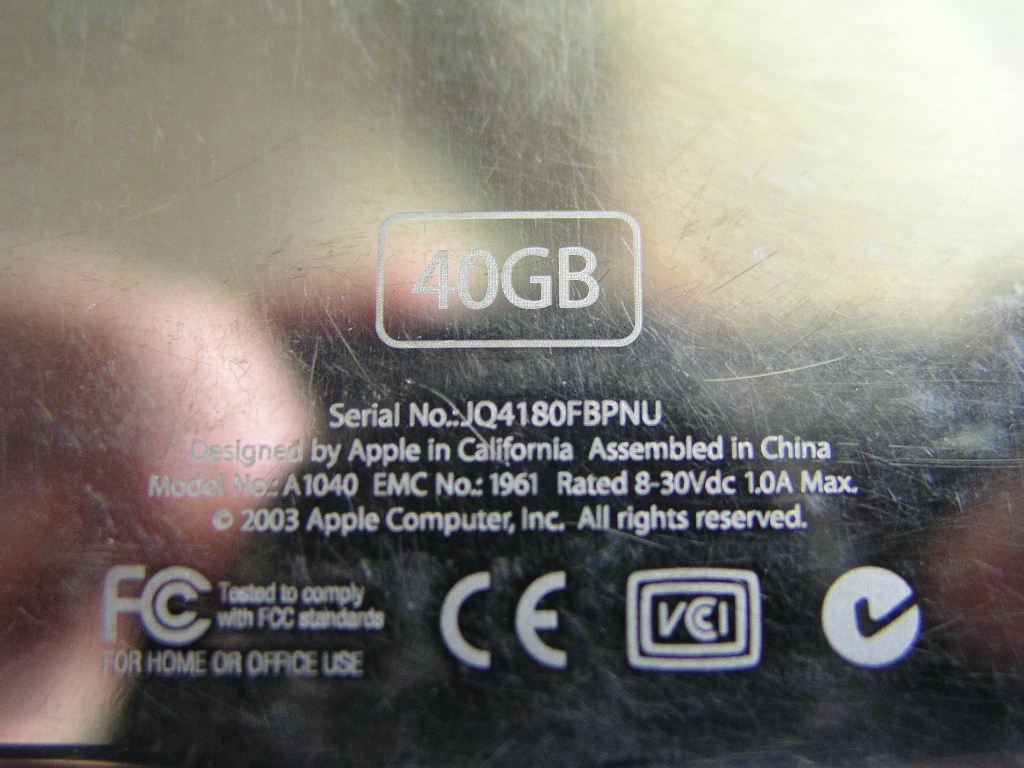 40GB
Serial No.:JQ4180FBPNU
Designed by Apple in California Assembled in China
Model No.: A1040 EMC No.: 1961 Rated 8-30Vdc 1.0A Max.
© 2003 Apple Computer, Inc. All rights reserved.
FC Tested to comply
with FCC standards
FOR HOME OR OFFICE USE
CE
VCI